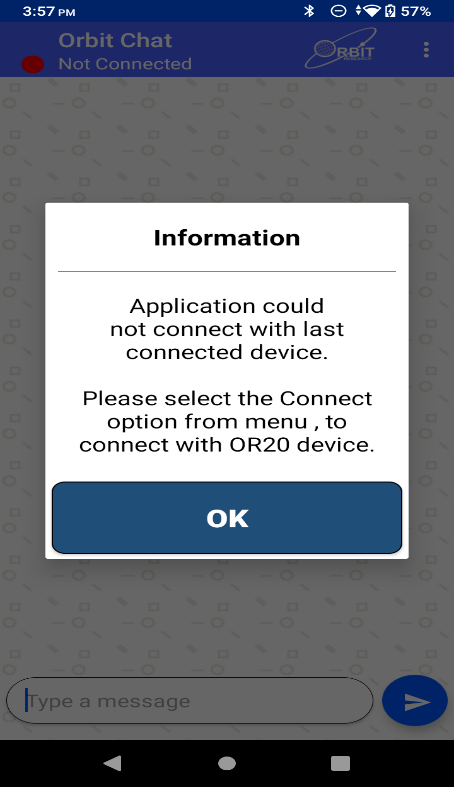 3:57 PM
57%
Orbit Chat
Not Connected
ORBIT
RESEARCH
Information
Application could
not connect with last
connected device.
Please select the Connect
option from menu , to
connect with OR20 device.
OK
Type a message